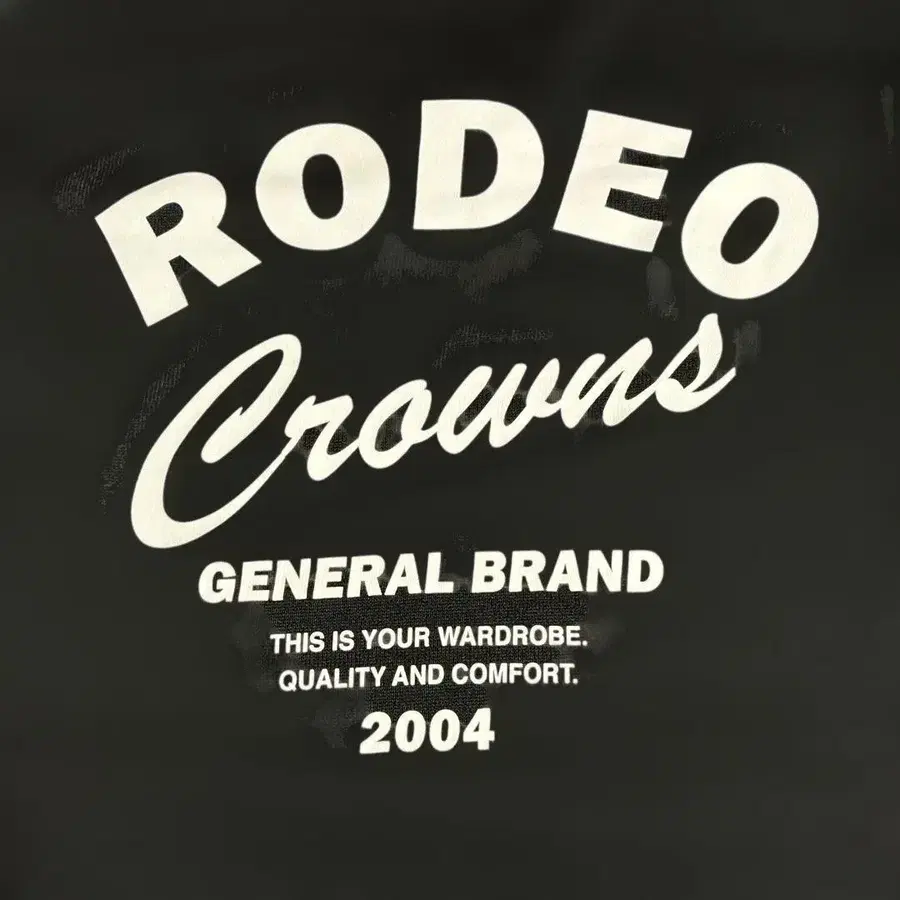 RODEO
Crowns
GENERAL BRAND
THIS IS YOUR WARDROBE.
QUALITY AND COMFORT.
2004